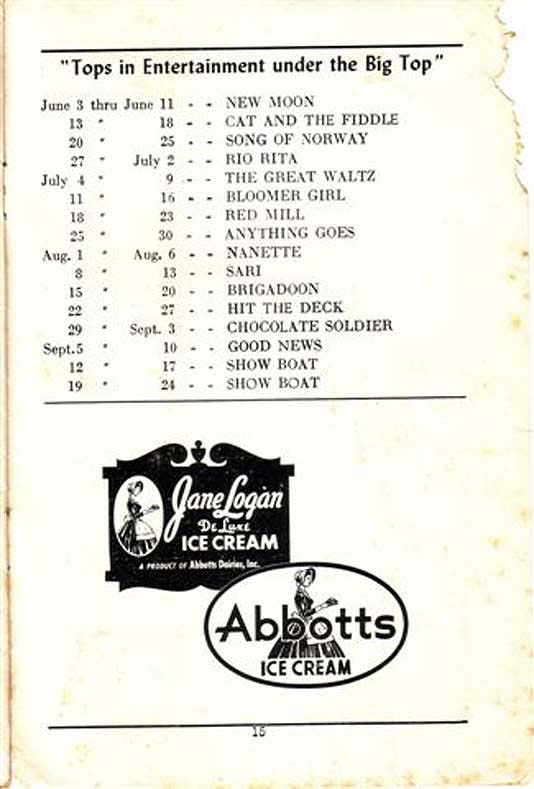 "Tops in Entertainment under the Big Top"
June 3 thru June 11 - - NEW MOON
13 " 18 - - CAT AND THE FIDDLE
20 " 25 - - SONG OF NORWAY
27 " July 2 - - RIO RITA
July 4 " 9 - - THE GREAT WALTZ
11 " 16 - - BLOOMER GIRL
18 " 23 - - RED MILL
25 " 30 - - ANYTHING GOES
Aug. 1 " Aug. 6 - - NANETTE
8 " 13 - - SARI
15 " 20 - - BRIGADOON
22 " 27 - - HIT THE DECK
29 " Sept. 3 - - CHOCOLATE SOLDIER
Sept.5 " 10 - - GOOD NEWS
12 " 17 - - SHOW BOAT
19 " 24 - - SHOW BOAT
Jane Logan
De Luxe
ICE CREAM
A PRODUCT OF Abbotts Dairies, Inc.
Abbotts
ICE CREAM
15